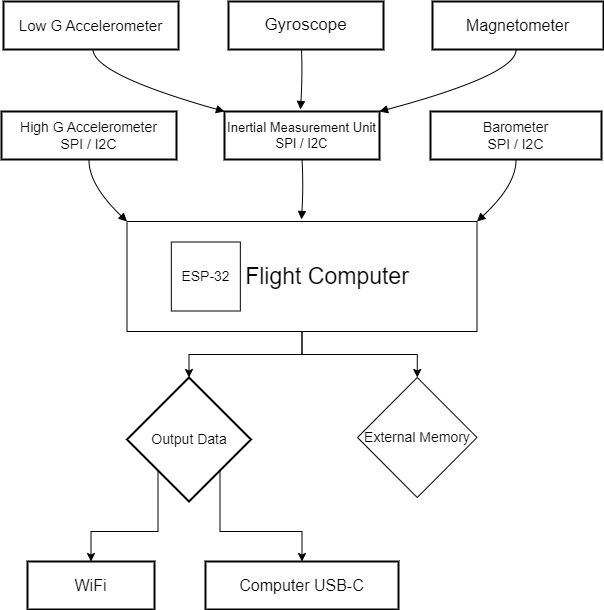 Low G Accelerometer
Gyroscope
Magnetometer
High G Accelerometer
SPI / I2C
Inertial Measurement Unit
SPI / I2C
Barometer
SPI / I2C
ESP-32
Flight Computer
Output Data
External Memory
WiFi
Computer USB-C